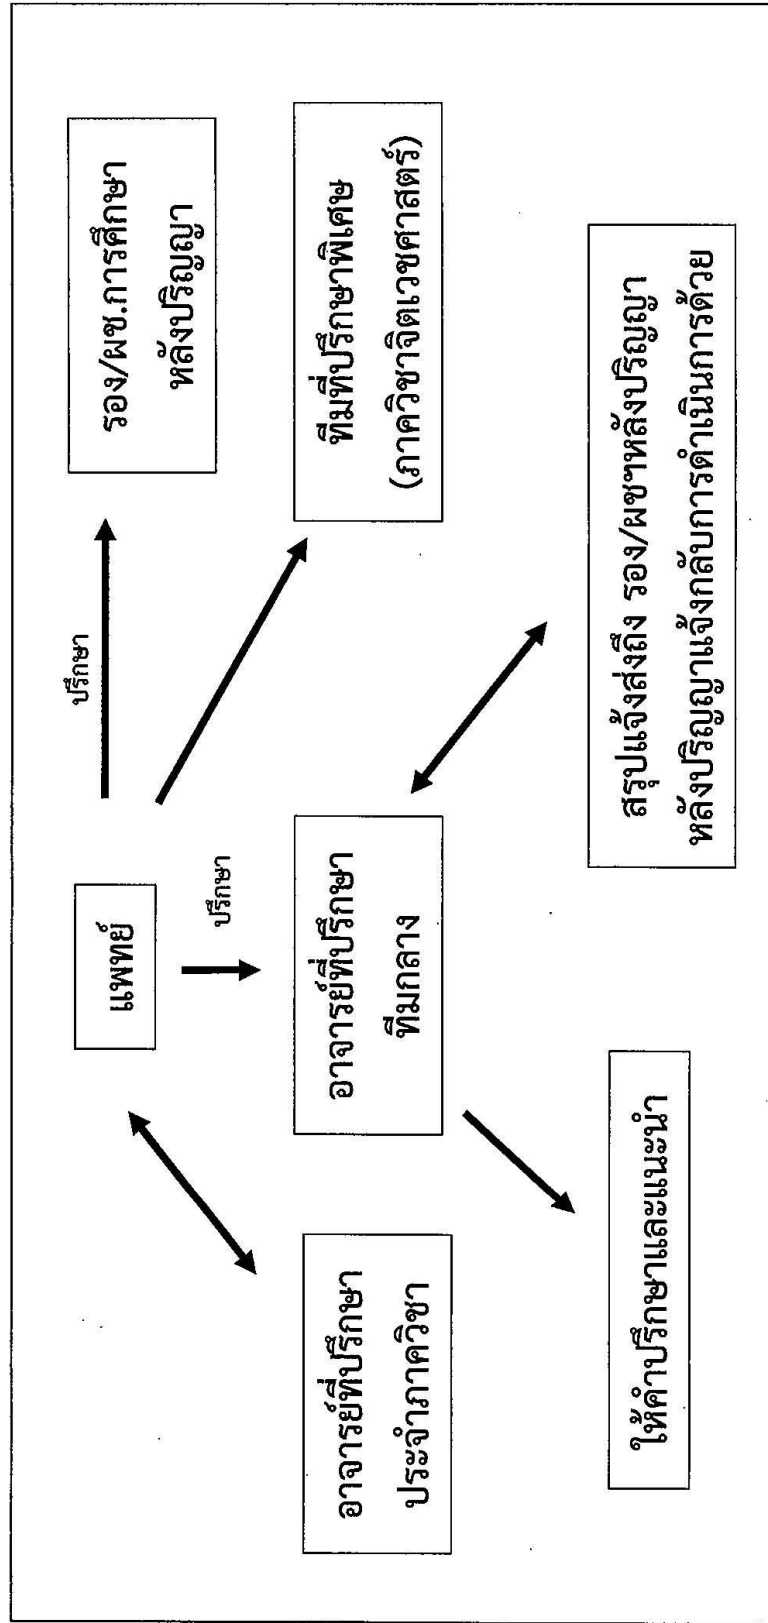 แพทย์
ปรึกษา
รอง/ผช.การศึกษา
หลังปริญญา
ปรึกษา
อาจารย์ที่ปรึกษา
ประจำภาควิชา
อาจารย์ที่ปรึกษา
ทีมกลาง
ทีมที่ปรึกษาพิเศษ
(ภาควิชาจิตเวชศาสตร์)
ให้คำปรึกษาและแนะนำ
สรุปแจ้งส่งถึง รอง/ผชฯหลังปริญญา
หลังปริญญาแจ้งกลับการดำเนินการด้วย